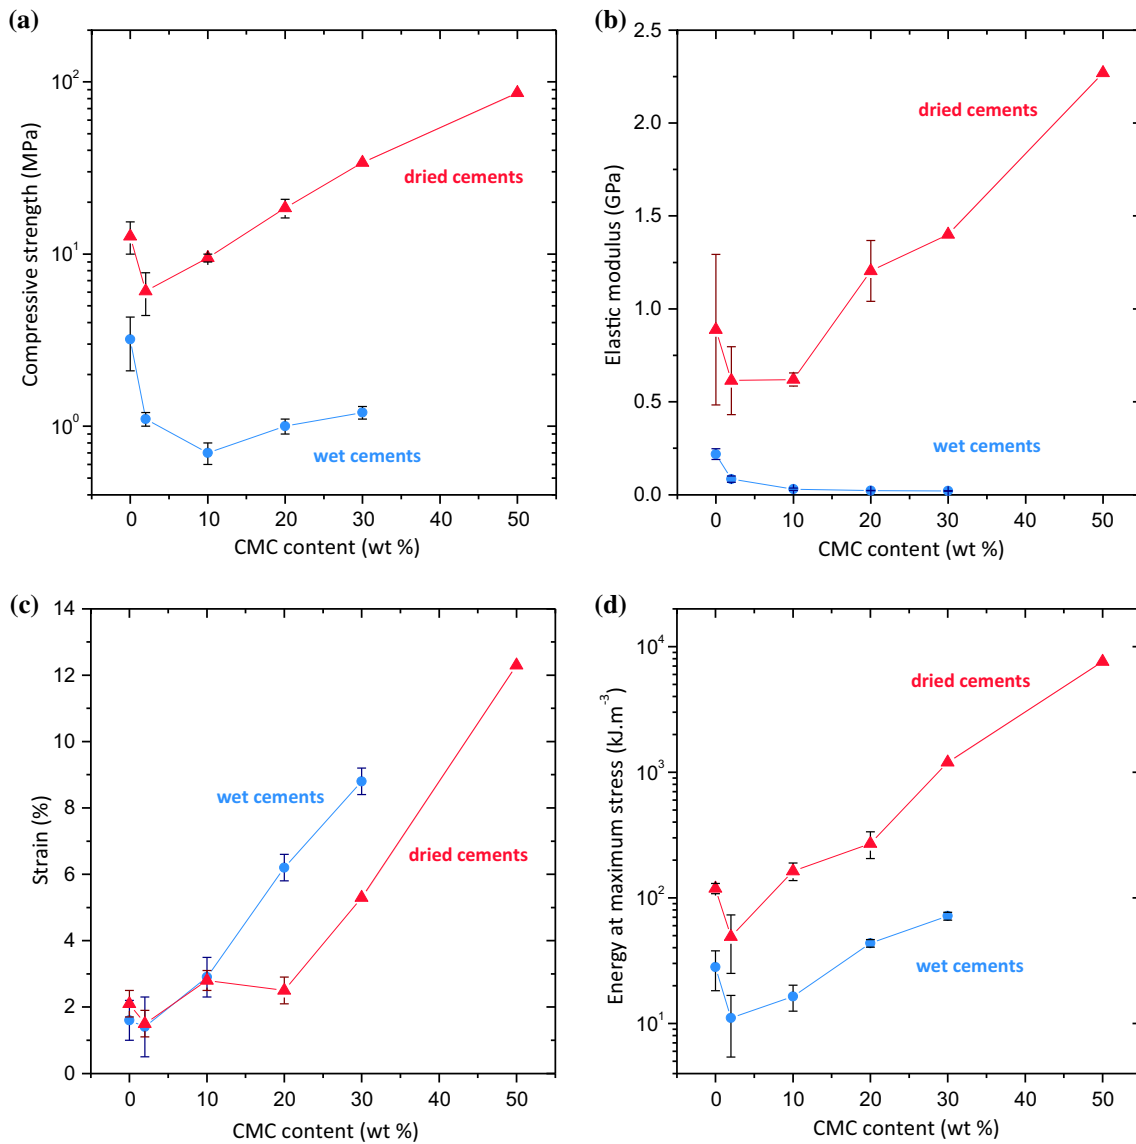 (a)
Compressive strength (MPa)
10²
10¹
10⁰
dried cements
wet cements
0 10 20 30 40 50
CMC content (wt %)
(b)
Elastic modulus (GPa)
2.5
2.0
1.5
1.0
0.5
0.0
dried cements
wet cements
0 10 20 30 40 50
CMC content (wt %)
(c)
Strain (%)
14
12
10
8
6
4
2
0
wet cements
dried cements
0 10 20 30 40 50
CMC content (wt %)
(d)
Energy at maximum stress (kJ.m⁻³)
10⁴
10³
10²
10¹
dried cements
wet cements
0 10 20 30 40 50
CMC content (wt %)